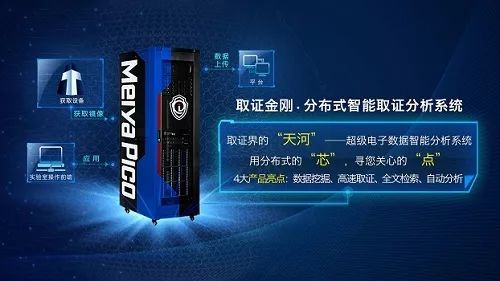 数据
上传
平台
获取设备
获取镜像
应用
实验室操作前端
Meiya Pico
取证金刚.分布式智能取证分析系统
取证界的“天河”——超级电子数据智能分析系统
用分布式的“芯”，寻您关心的“点”
4大产品亮点：数据挖掘、高速取证、全文检索、自动分析